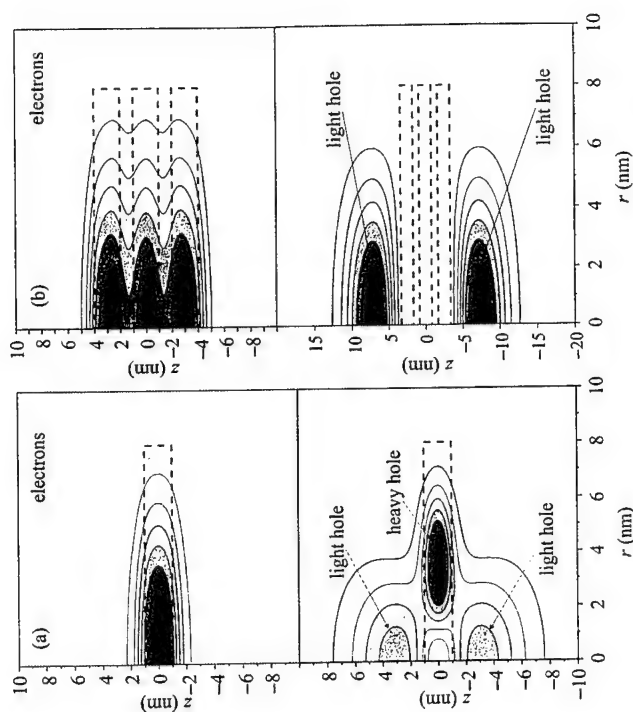 (a)
electrons
10
8
6
4
2
0
−2
−4
−6
−8
z (nm)
light hole
heavy hole
light hole
8
6
4
2
0
−2
−4
−6
−8
−10
z (nm)
0 2 4 6 8 10
r (nm)
(b)
electrons
10
8
6
4
2
0
−2
−4
−6
−8
z (nm)
light hole
light hole
15
10
5
0
−5
−10
−15
−20
z (nm)
0 2 4 6 8 10
r (nm)